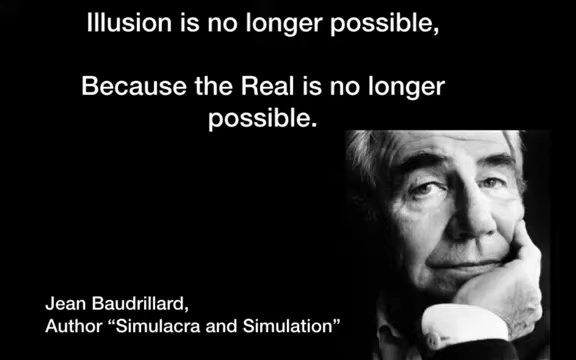 Illusion is no longer possible,
Because the Real is no longer
possible.
Jean Baudrillard,
Author “Simulacra and Simulation”